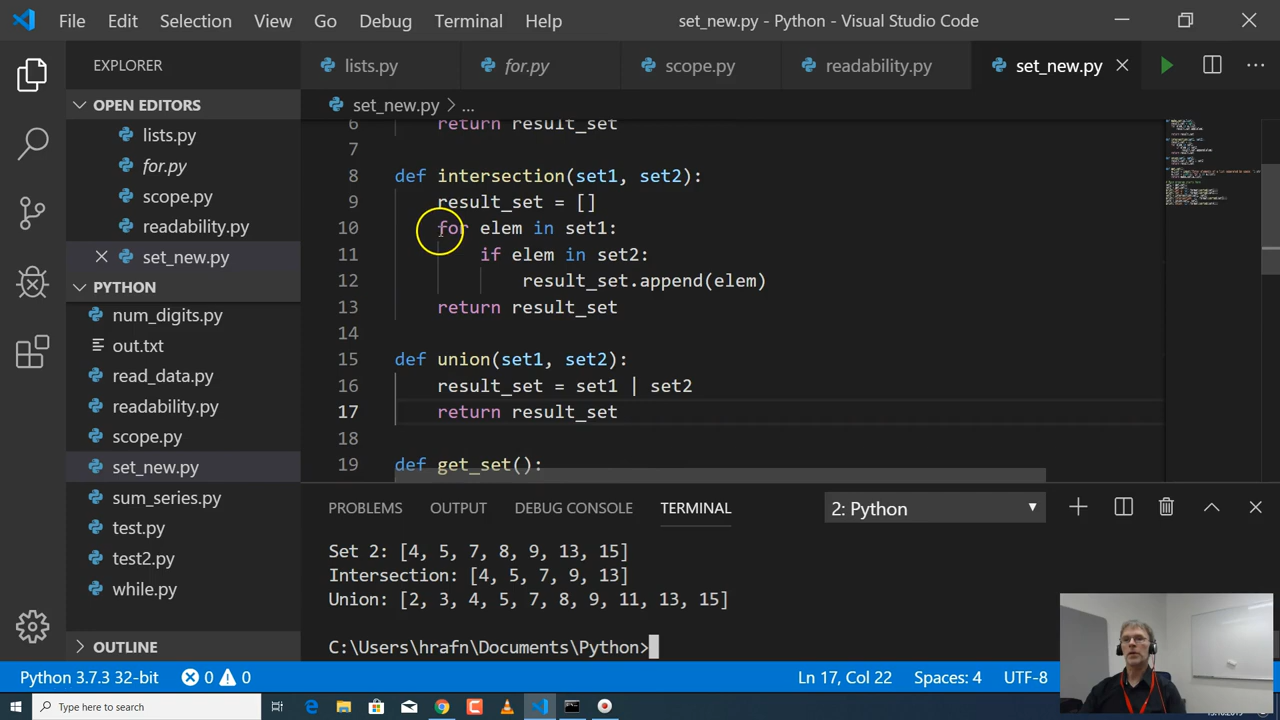 File Edit Selection View Go Debug Terminal Help set_new.py - Python - Visual Studio Code
EXPLORER
lists.py for.py scope.py readability.py set_new.py
OPEN EDITORS
lists.py
for.py
scope.py
readability.py
set_new.py
PYTHON
num_digits.py
out.txt
read_data.py
readability.py
scope.py
set_new.py
sum_series.py
test.py
test2.py
while.py
OUTLINE
set_new.py > ...
6 return result_set
7
8 def intersection(set1, set2):
9 result_set = []
10 for elem in set1:
11 if elem in set2:
12 result_set.append(elem)
13 return result_set
14
15 def union(set1, set2):
16 result_set = set1 | set2
17 return result_set
18
19 def get_set():
PROBLEMS OUTPUT DEBUG CONSOLE TERMINAL 2: Python
Set 2: [4, 5, 7, 8, 9, 13, 15]
Intersection: [4, 5, 7, 9, 13]
Union: [2, 3, 4, 5, 7, 8, 9, 11, 13, 15]
C:\Users\hrafn\Documents\Python>
Python 3.7.3 32-bit 0 0 Ln 17, Col 22 Spaces: 4 UTF-8
Type here to search